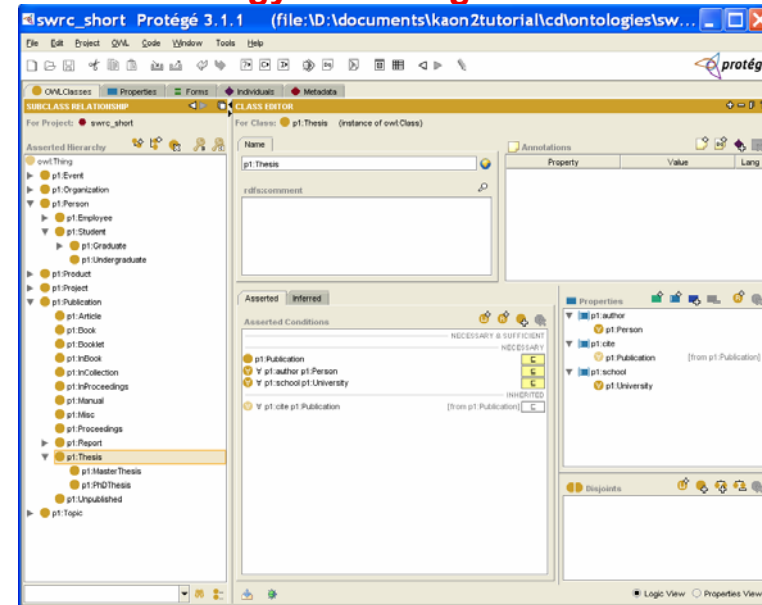 swrc_short Protégé 3.1.1 (file:\D:\documents\kaon2tutorial\cd\ontologies\sw...
File Edit Project OWL Code Window Tools Help
protég
OWLClasses Properties Forms Individuals Metadata
SUBCLASS RELATIONSHIP
For Project: swrc_short
Asserted Hierarchy
owl:Thing
p1:Event
p1:Organization
p1:Person
p1:Employee
p1:Student
p1:Graduate
p1:Undergraduate
p1:Product
p1:Project
p1:Publication
p1:Article
p1:Book
p1:Booklet
p1:InBook
p1:InCollection
p1:InProceedings
p1:Manual
p1:Misc
p1:Proceedings
p1:Report
p1:Thesis
p1:MasterThesis
p1:PhDThesis
p1:Unpublished
p1:Topic
CLASS EDITOR
For Class: p1:Thesis (instance of owl:Class)
Name
p1:Thesis
rdfs:comment
Annotations
Property Value Lang
Asserted Inferred
Asserted Conditions
NECESSARY & SUFFICIENT
NECESSARY
p1:Publication
∀ p1:author p1:Person
∀ p1:school p1:University
INHERITED
∀ p1:cite p1:Publication [from p1:Publication]
Properties
p1:author
p1:Person
p1:cite
p1:Publication [from p1:Publication]
p1:school
p1:University
Disjoints
Logic View Properties View